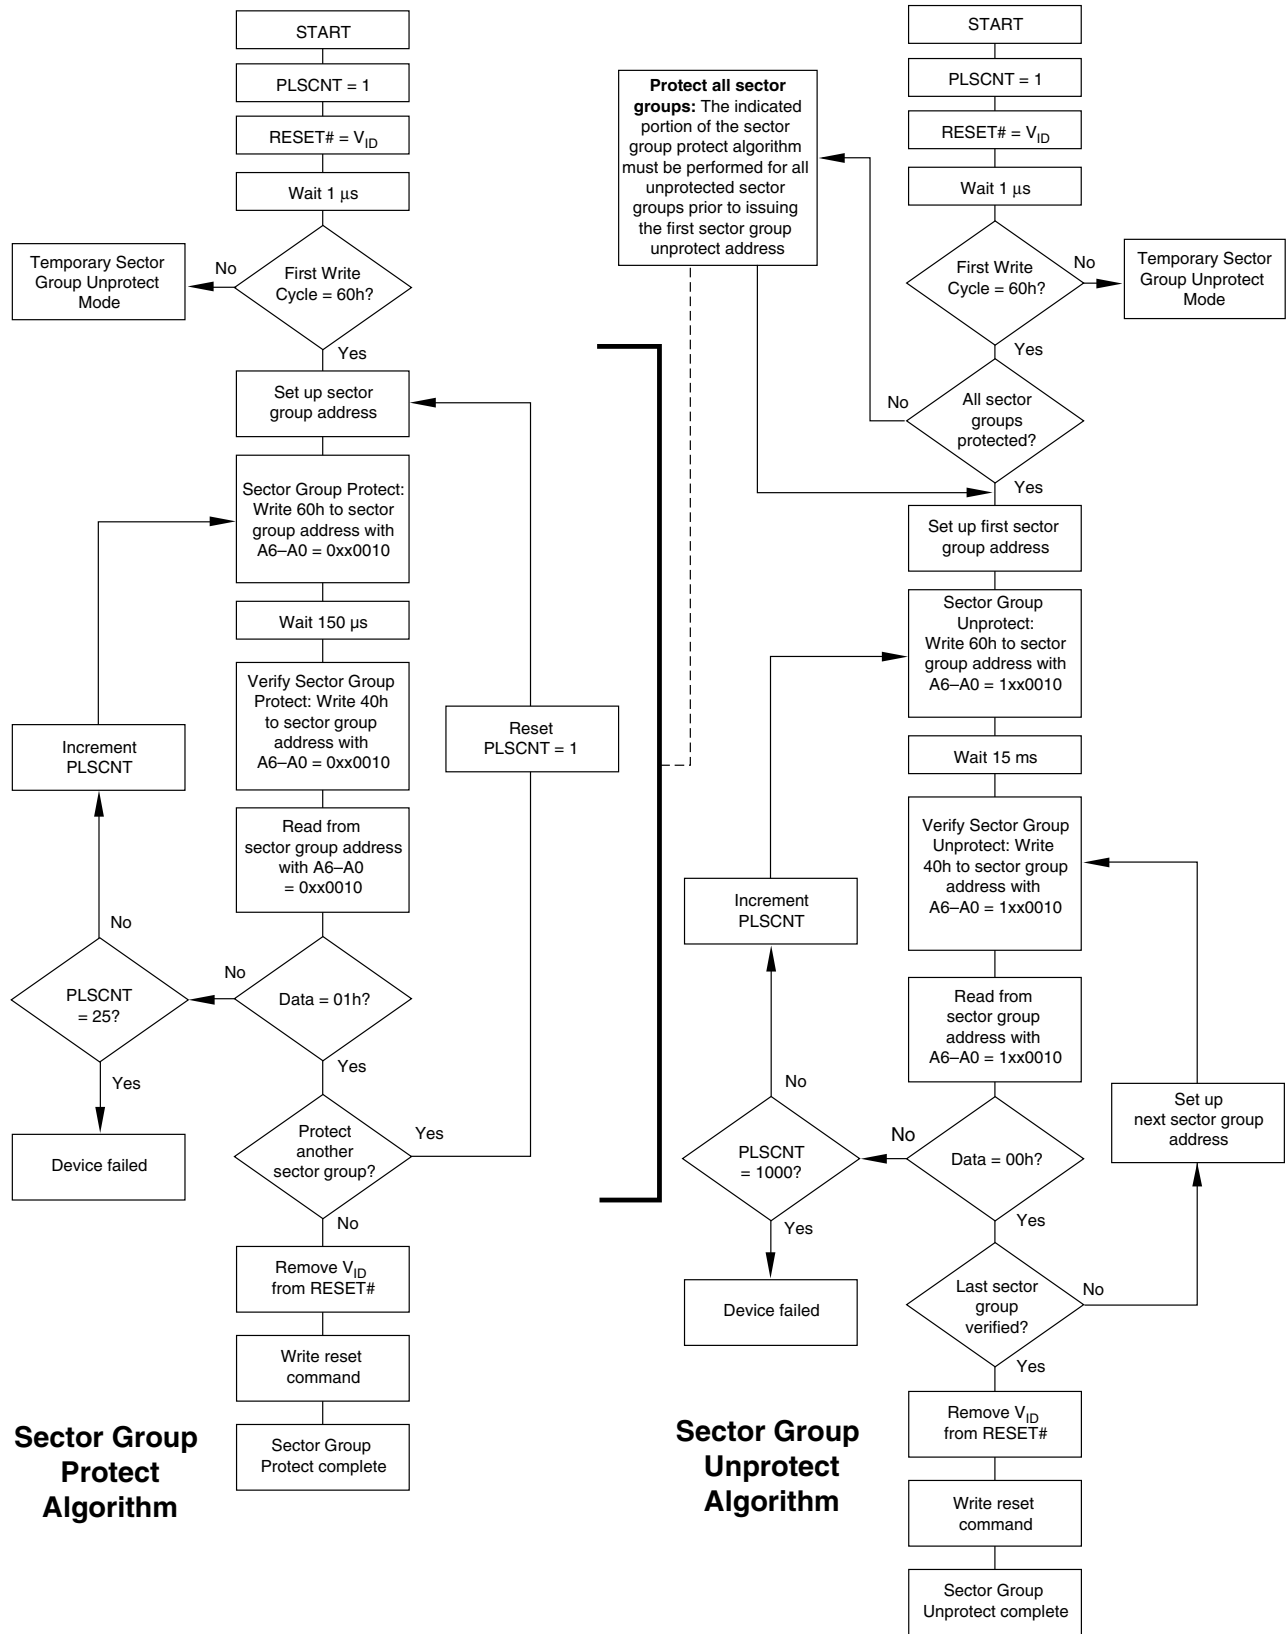 START
PLSCNT = 1
RESET# = VID
Wait 1 μs
First Write
Cycle = 60h?
No
Temporary Sector
Group Unprotect
Mode
Yes
Set up sector
group address
Sector Group Protect:
Write 60h to sector
group address with
A6–A0 = 0xx0010
Wait 150 µs
Verify Sector Group
Protect: Write 40h
to sector group
address with
A6–A0 = 0xx0010
Read from
sector group address
with A6–A0
= 0xx0010
Data = 01h?
No
PLSCNT
= 25?
No
Increment
PLSCNT
Yes
Device failed
Yes
Protect
another
sector group?
Yes
Reset
PLSCNT = 1
No
Remove VID
from RESET#
Write reset
command
Sector Group
Protect complete
Sector Group
Protect
Algorithm
Protect all sector
groups: The indicated
portion of the sector
group protect algorithm
must be performed for all
unprotected sector
groups prior to issuing
the first sector group
unprotect address
START
PLSCNT = 1
RESET# = VID
Wait 1 μs
First Write
Cycle = 60h?
No
Temporary Sector
Group Unprotect
Mode
Yes
All sector
groups
protected?
No
Yes
Set up first sector
group address
Sector Group
Unprotect:
Write 60h to sector
group address with
A6–A0 = 1xx0010
Wait 15 ms
Verify Sector Group
Unprotect: Write
40h to sector group
address with
A6–A0 = 1xx0010
Read from
sector group
address with
A6–A0 = 1xx0010
Data = 00h?
No
PLSCNT
= 1000?
No
Increment
PLSCNT
Yes
Device failed
Yes
Last sector
group
verified?
No
Set up
next sector group
address
Yes
Remove VID
from RESET#
Write reset
command
Sector Group
Unprotect complete
Sector Group
Unprotect
Algorithm